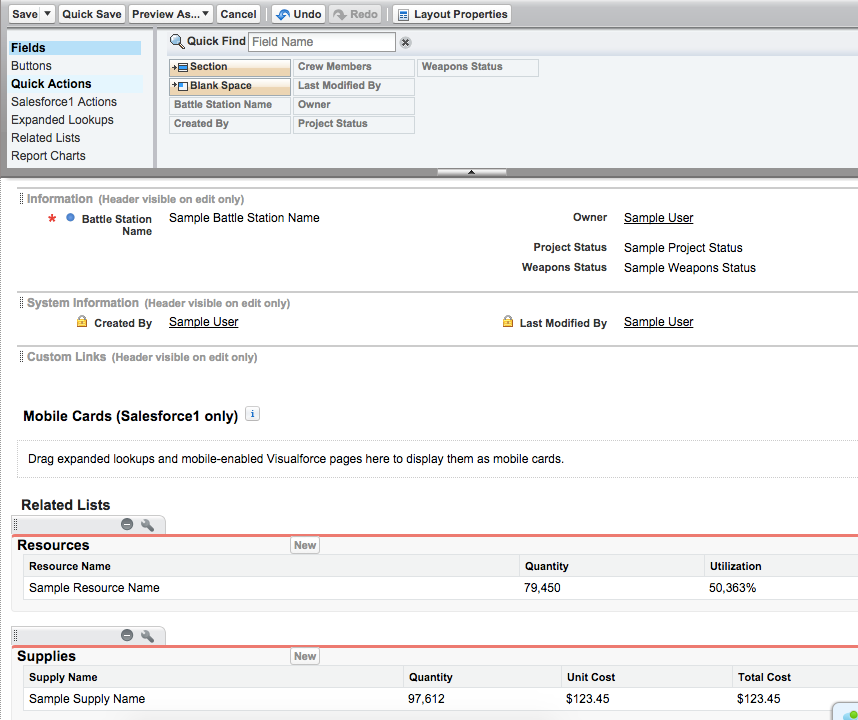 Save ▼ Quick Save Preview As... ▼ Cancel Undo Redo Layout Properties
Fields
Buttons
Quick Actions
Salesforce1 Actions
Expanded Lookups
Related Lists
Report Charts
Quick Find Field Name
Section Crew Members Weapons Status
Blank Space Last Modified By
Battle Station Name Owner
Created By Project Status
Information (Header visible on edit only)
* Battle Station Name Sample Battle Station Name Owner Sample User
Project Status Sample Project Status
Weapons Status Sample Weapons Status
System Information (Header visible on edit only)
Created By Sample User Last Modified By Sample User
Custom Links (Header visible on edit only)
Mobile Cards (Salesforce1 only) i
Drag expanded lookups and mobile-enabled Visualforce pages here to display them as mobile cards.
Related Lists
Resources New
Resource Name Quantity Utilization
Sample Resource Name 79,450 50,363%
Supplies New
Supply Name Quantity Unit Cost Total Cost
Sample Supply Name 97,612 $123.45 $123.45